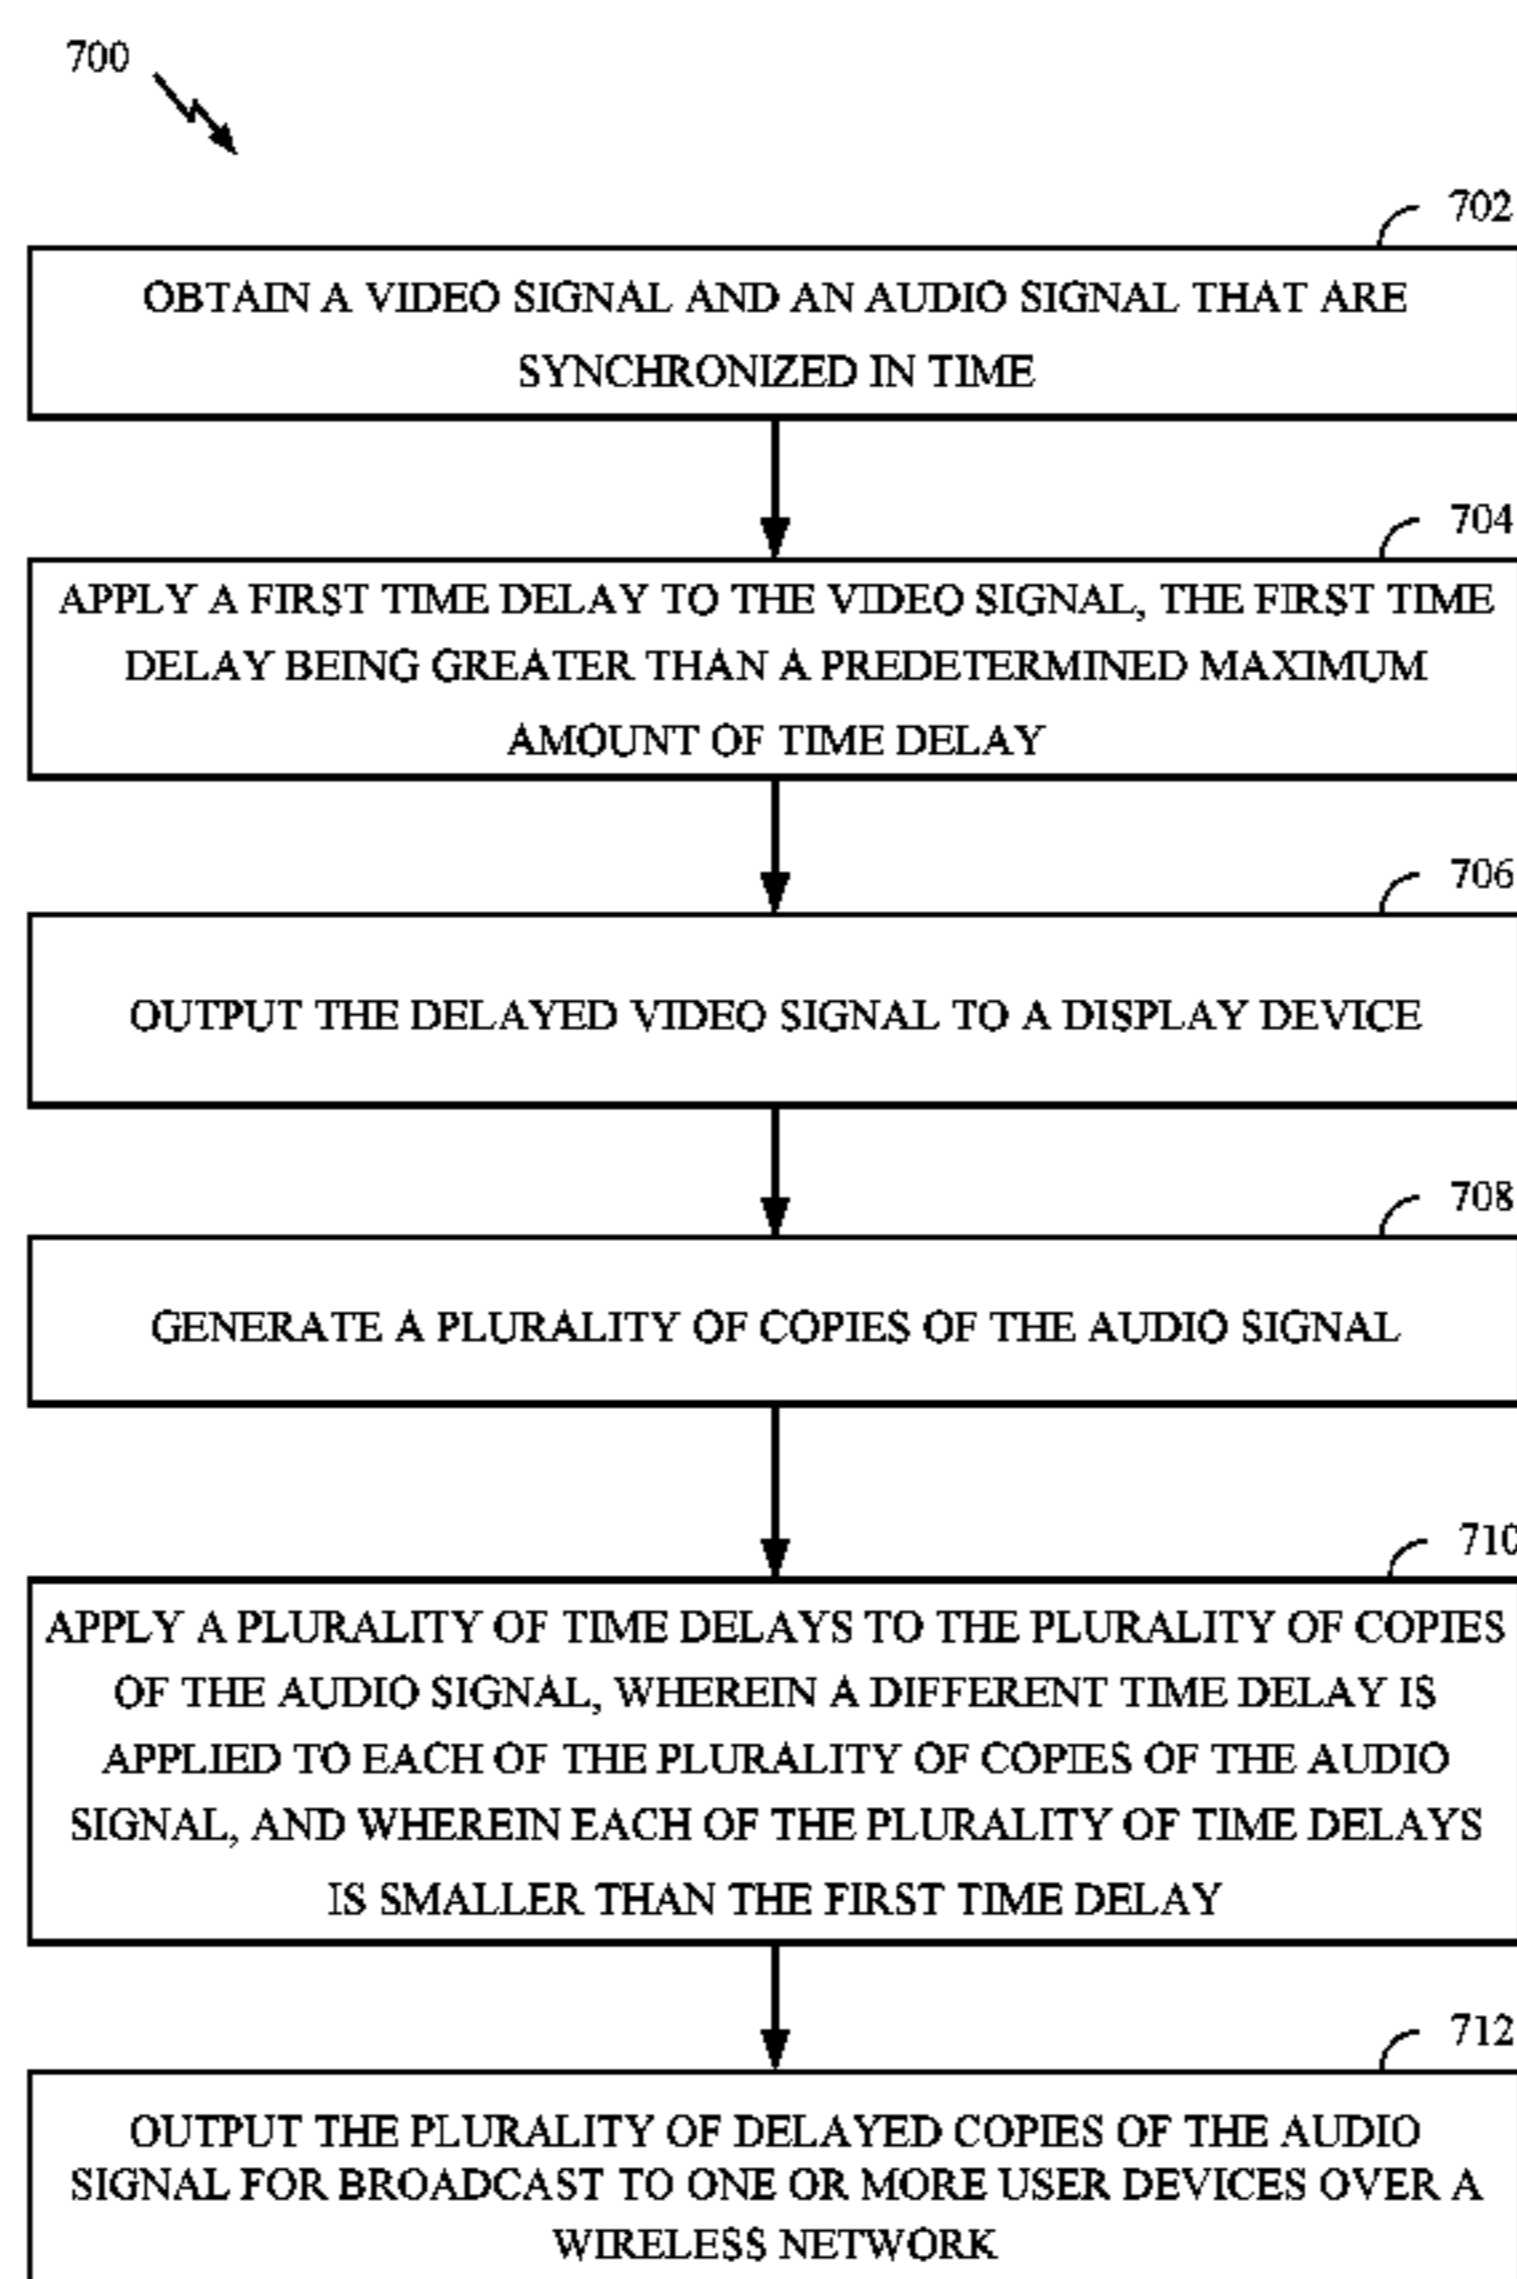 700
702
OBTAIN A VIDEO SIGNAL AND AN AUDIO SIGNAL THAT ARE
SYNCHRONIZED IN TIME
704
APPLY A FIRST TIME DELAY TO THE VIDEO SIGNAL, THE FIRST TIME
DELAY BEING GREATER THAN A PREDETERMINED MAXIMUM
AMOUNT OF TIME DELAY
706
OUTPUT THE DELAYED VIDEO SIGNAL TO A DISPLAY DEVICE
708
GENERATE A PLURALITY OF COPIES OF THE AUDIO SIGNAL
710
APPLY A PLURALITY OF TIME DELAYS TO THE PLURALITY OF COPIES
OF THE AUDIO SIGNAL, WHEREIN A DIFFERENT TIME DELAY IS
APPLIED TO EACH OF THE PLURALITY OF COPIES OF THE AUDIO
SIGNAL, AND WHEREIN EACH OF THE PLURALITY OF TIME DELAYS
IS SMALLER THAN THE FIRST TIME DELAY
712
OUTPUT THE PLURALITY OF DELAYED COPIES OF THE AUDIO
SIGNAL FOR BROADCAST TO ONE OR MORE USER DEVICES OVER A
WIRELESS NETWORK